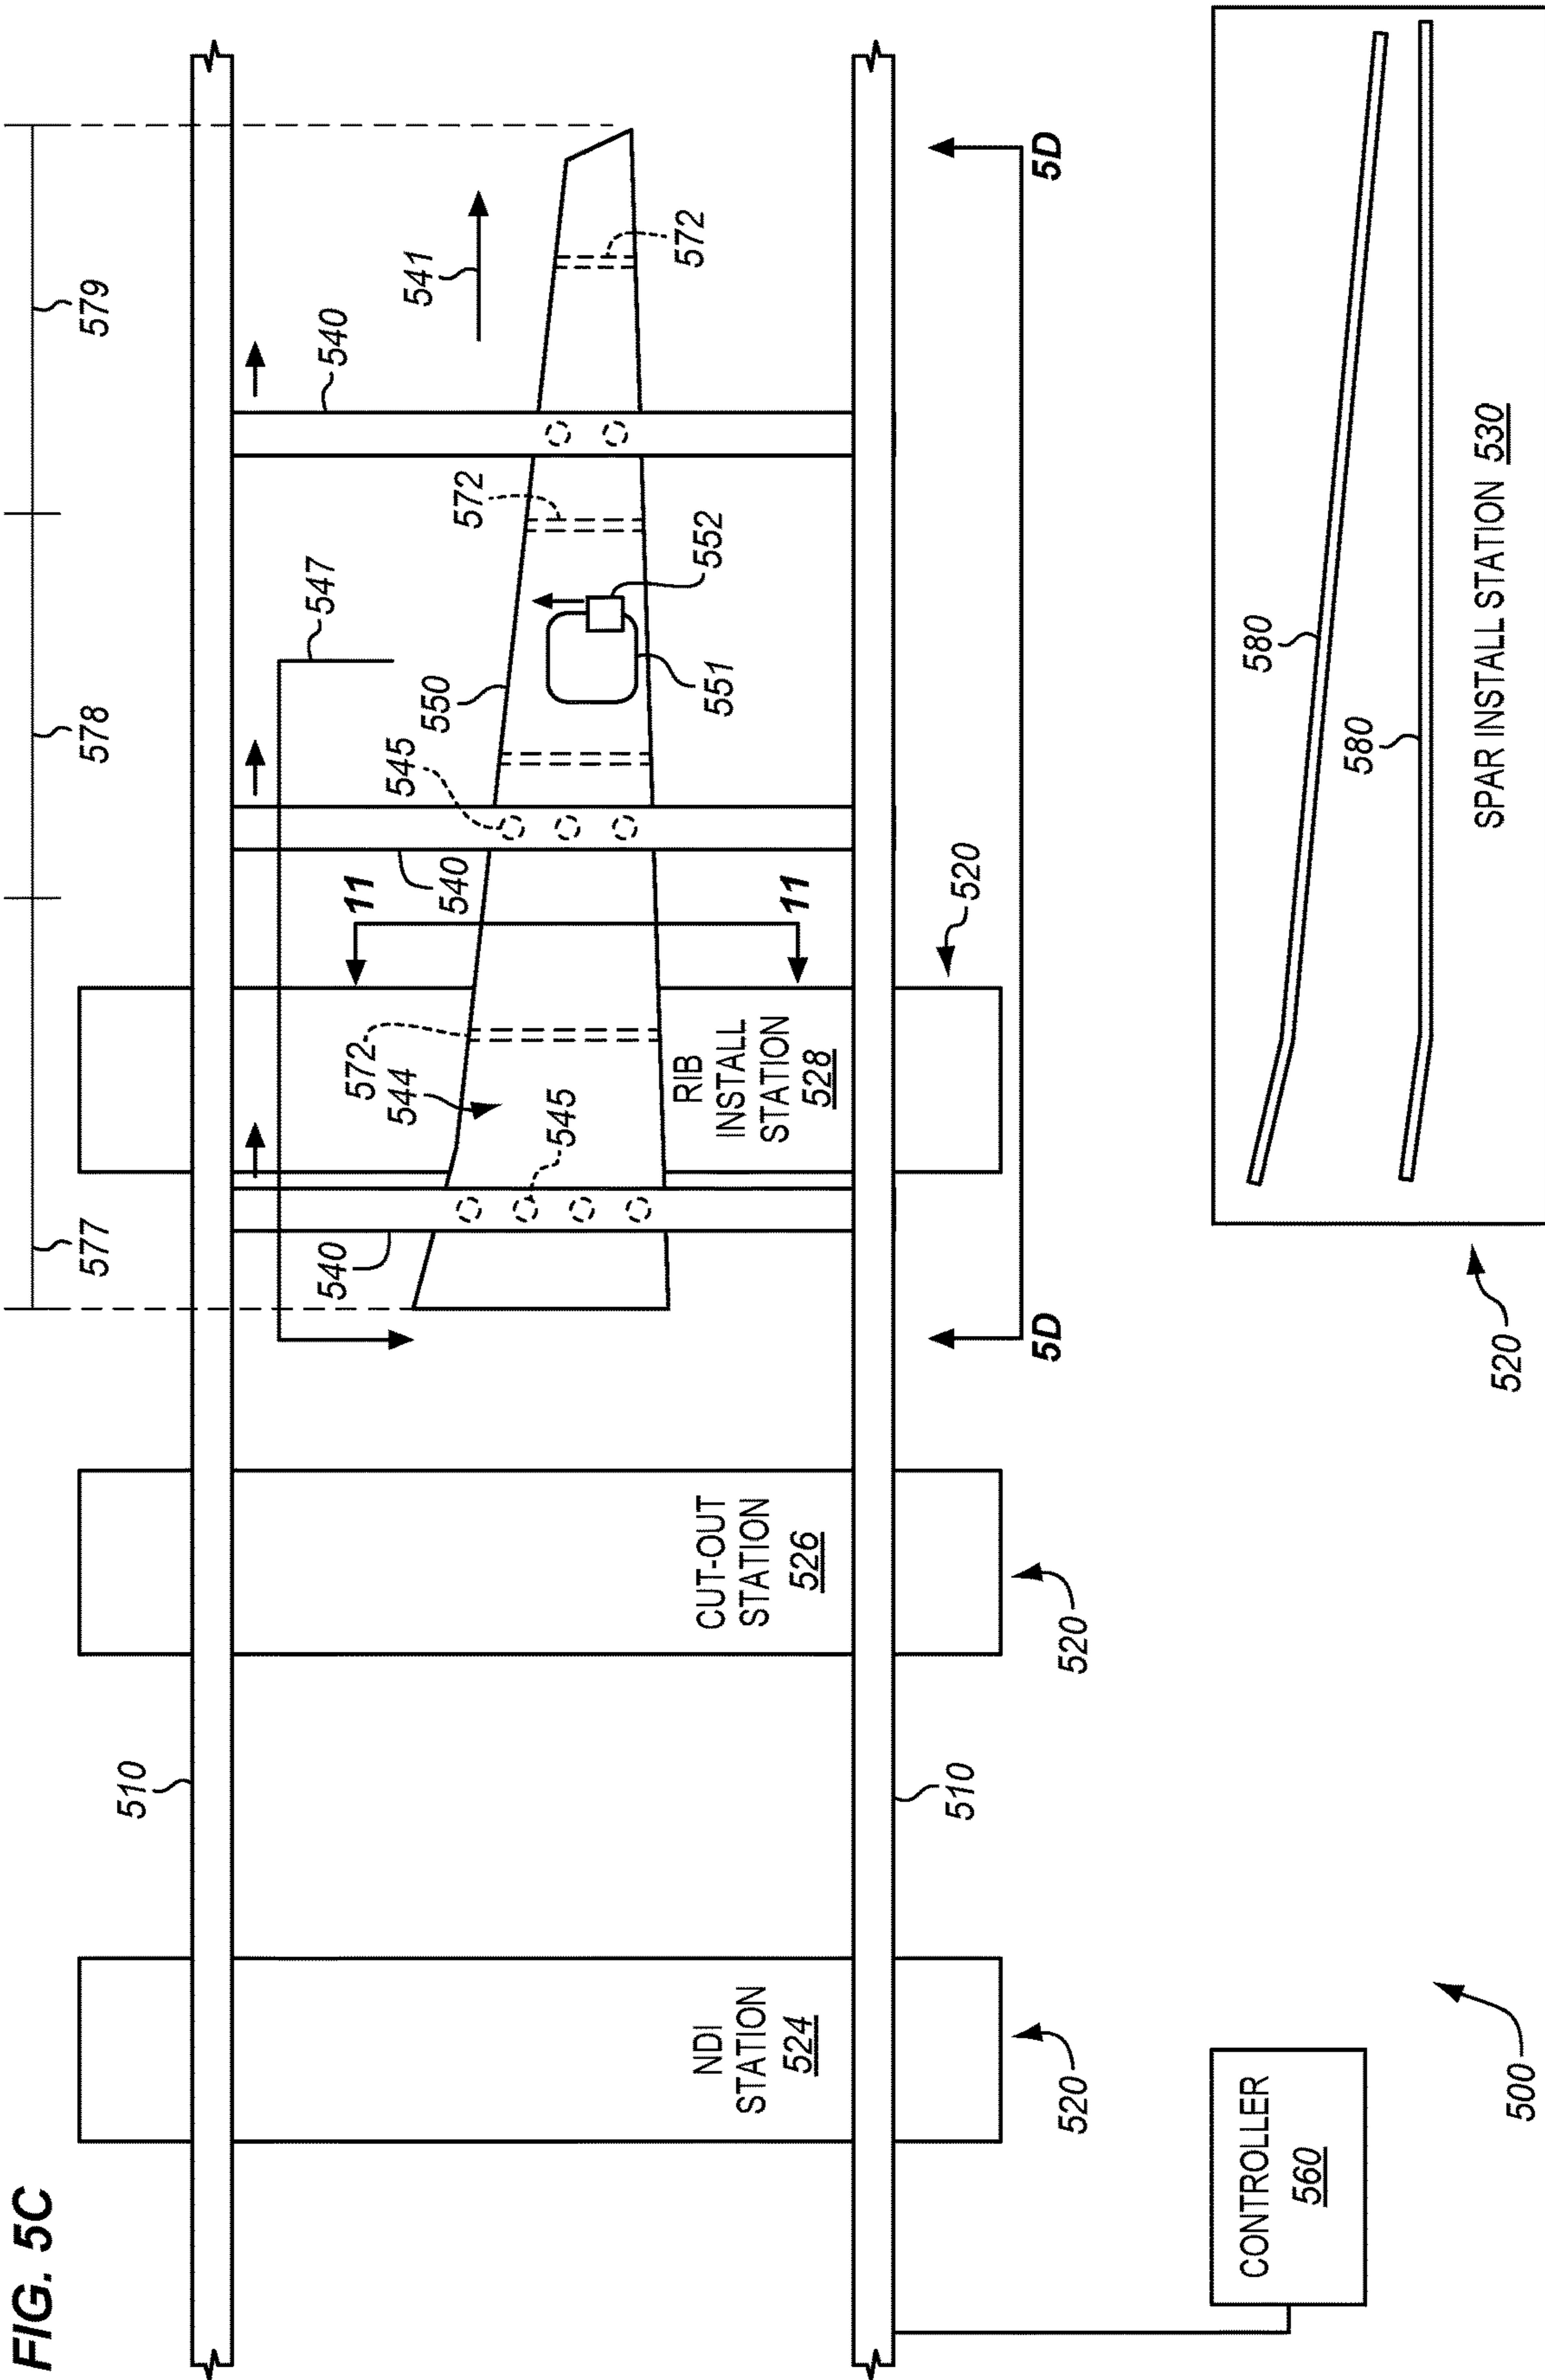 FIG. 5C
577
578
579
510
540
547
541
540
550
545
572
544
572
552
545
540
11
11
551
572
RIB
INSTALL
STATION
528
CUT-OUT
STATION
526
NDI
STATION
524
510
520
520
520
5D
5D
CONTROLLER
560
500
520
580
580
SPAR INSTALL STATION 530